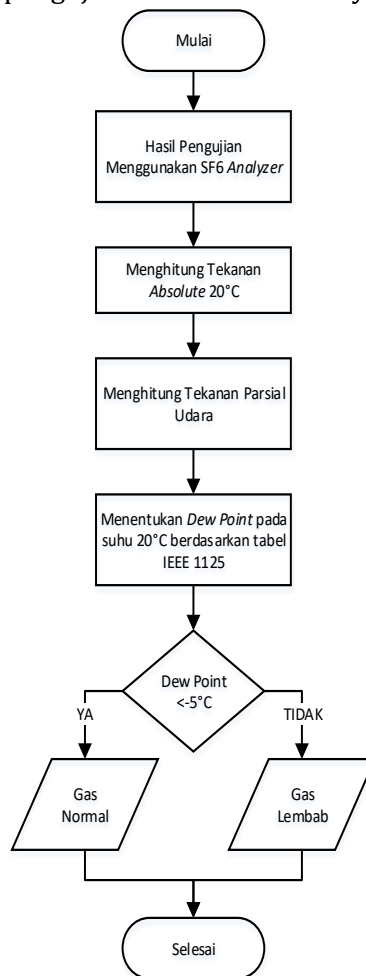 Mulai
Hasil Pengujian
Menggunakan SF6 Analyzer
Menghitung Tekanan
Absolute 20°C
Menghitung Tekanan Parsial
Udara
Menentukan Dew Point pada
suhu 20°C berdasarkan tabel
IEEE 1125
Dew Point
<-5°C
YA
TIDAK
Gas
Normal
Gas
Lembab
Selesai